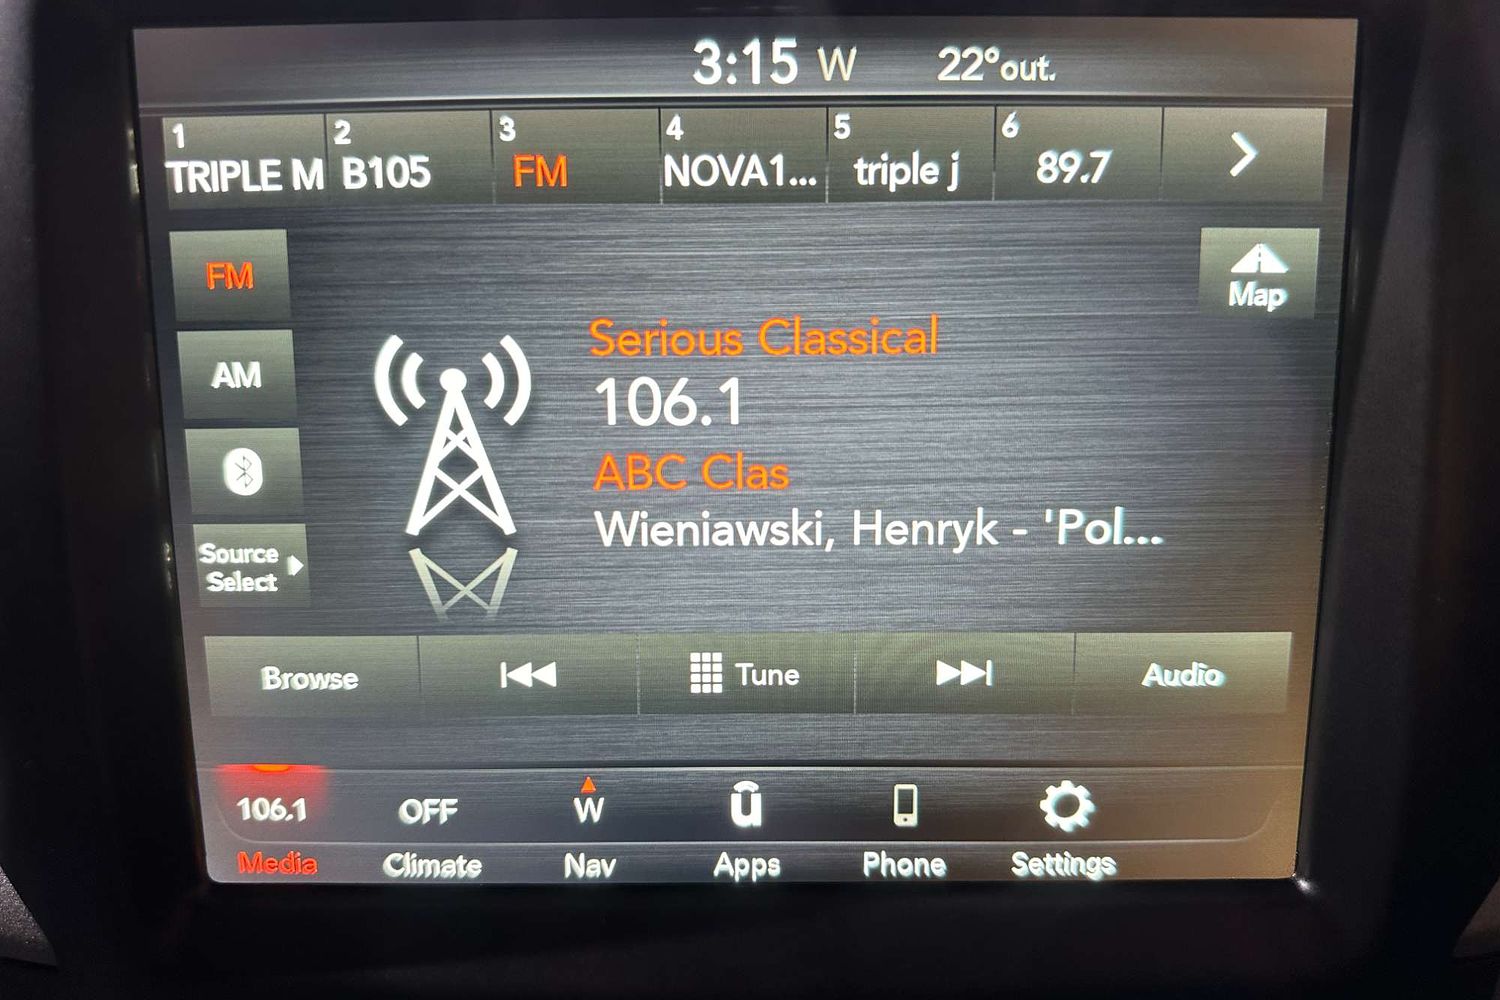 3:15 W 22°out.
1 2 3 4 5 6
TRIPLE M B105 FM NOVA1... triple j 89.7
FM
Map
AM
Serious Classical
106.1
ABC Clas
Wieniawski, Henryk - 'Pol...
Source
Select
Browse Tune Audio
106.1 OFF W ū
Media Climate Nav Apps Phone Settings